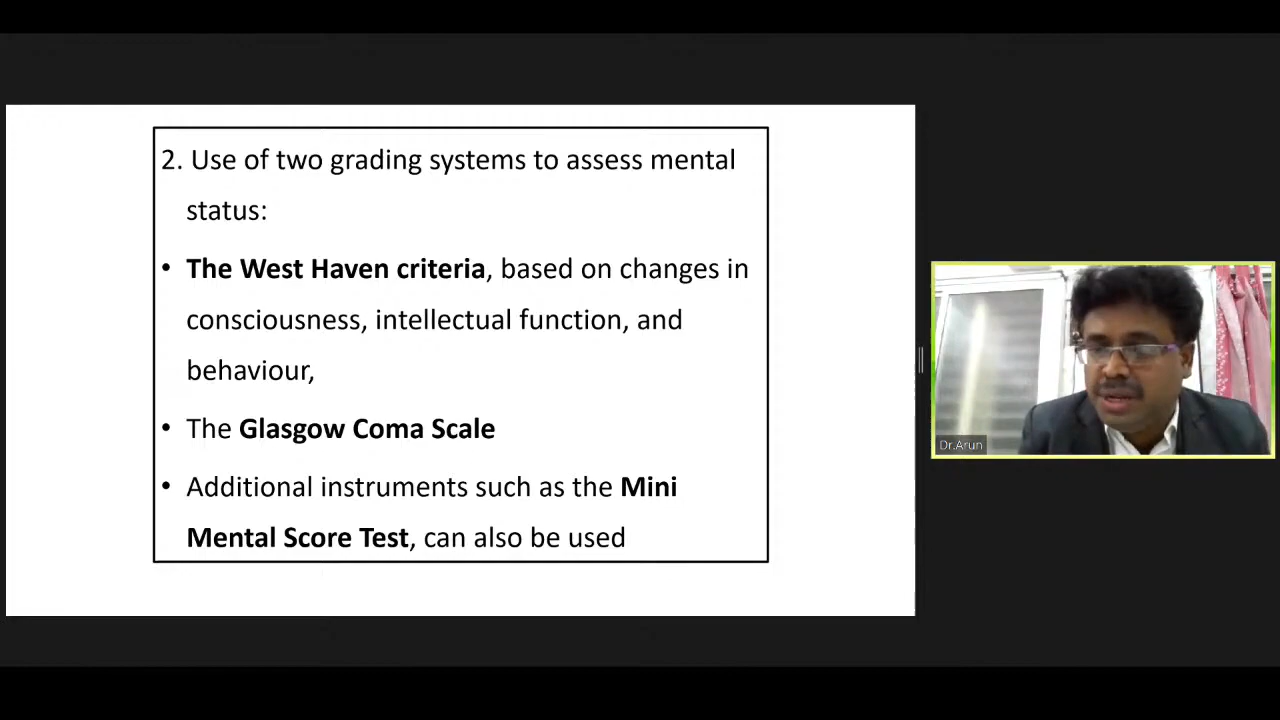 2. Use of two grading systems to assess mental
status:
• The West Haven criteria, based on changes in
consciousness, intellectual function, and
behaviour,
• The Glasgow Coma Scale
• Additional instruments such as the Mini
Mental Score Test, can also be used
Dr.Arun